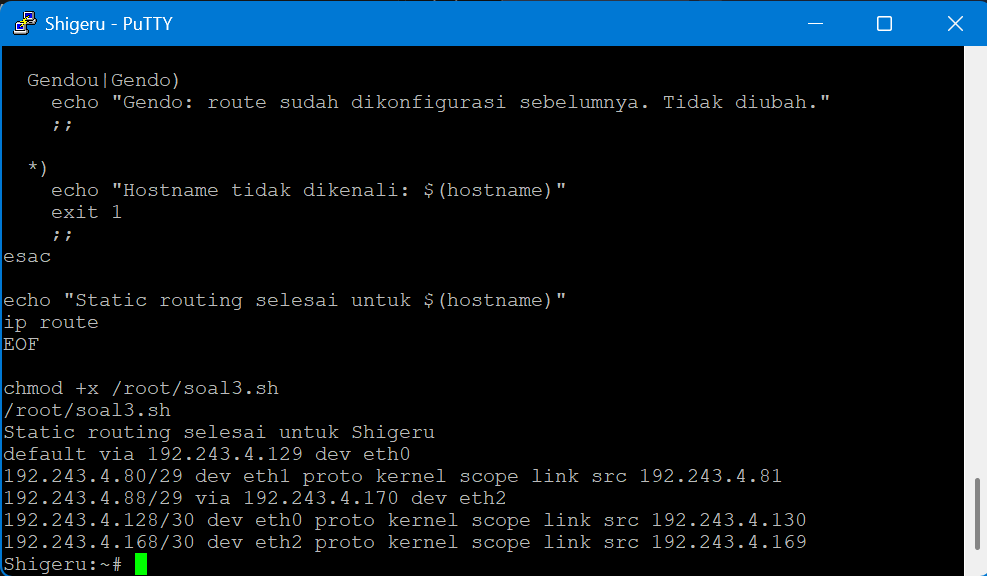 Shigeru - PuTTY
Gendou|Gendo)
echo "Gendo: route sudah dikonfigurasi sebelumnya. Tidak diubah."
;;
*)
echo "Hostname tidak dikenali: $(hostname)"
exit 1
;;
esac
echo "Static routing selesai untuk $(hostname)"
ip route
EOF
chmod +x /root/soal3.sh
/root/soal3.sh
Static routing selesai untuk Shigeru
default via 192.243.4.129 dev eth0
192.243.4.80/29 dev eth1 proto kernel scope link src 192.243.4.81
192.243.4.88/29 via 192.243.4.170 dev eth2
192.243.4.128/30 dev eth0 proto kernel scope link src 192.243.4.130
192.243.4.168/30 dev eth2 proto kernel scope link src 192.243.4.169
Shigeru:~#